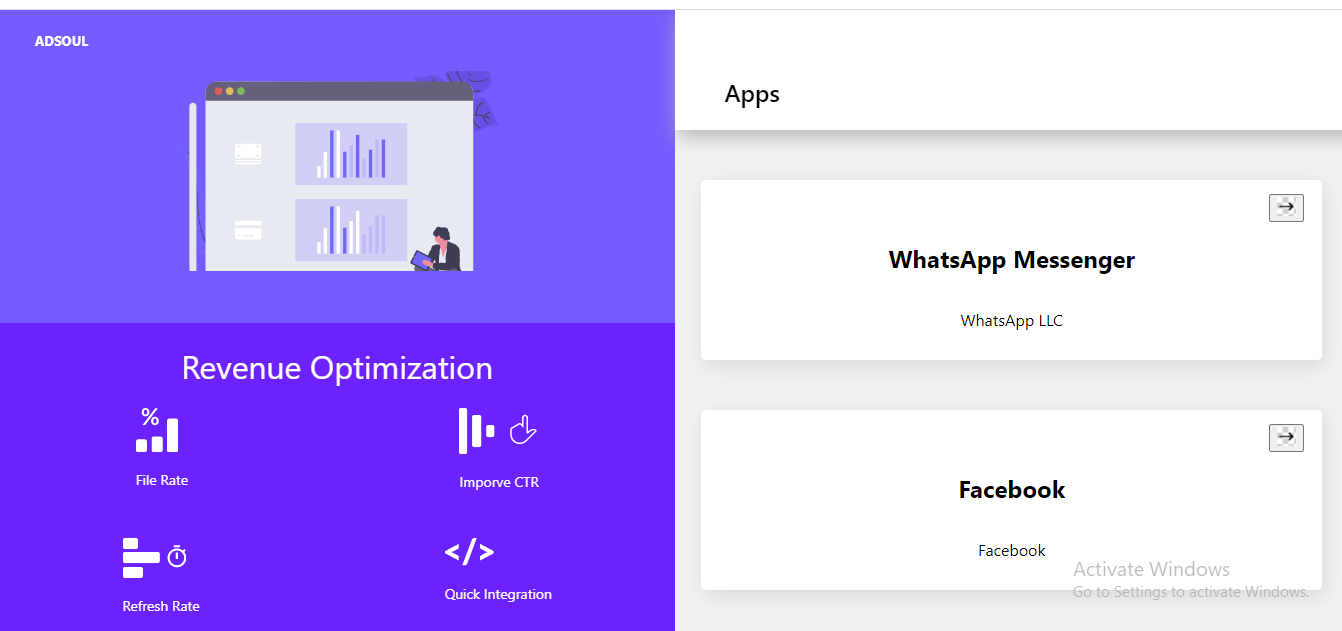 ADSOUL
Revenue Optimization
%
File Rate
Imporve CTR
Refresh Rate
</>
Quick Integration
Apps
→
WhatsApp Messenger
WhatsApp LLC
→
Facebook
Facebook
Activate Windows
Go to Settings to activate Windows.